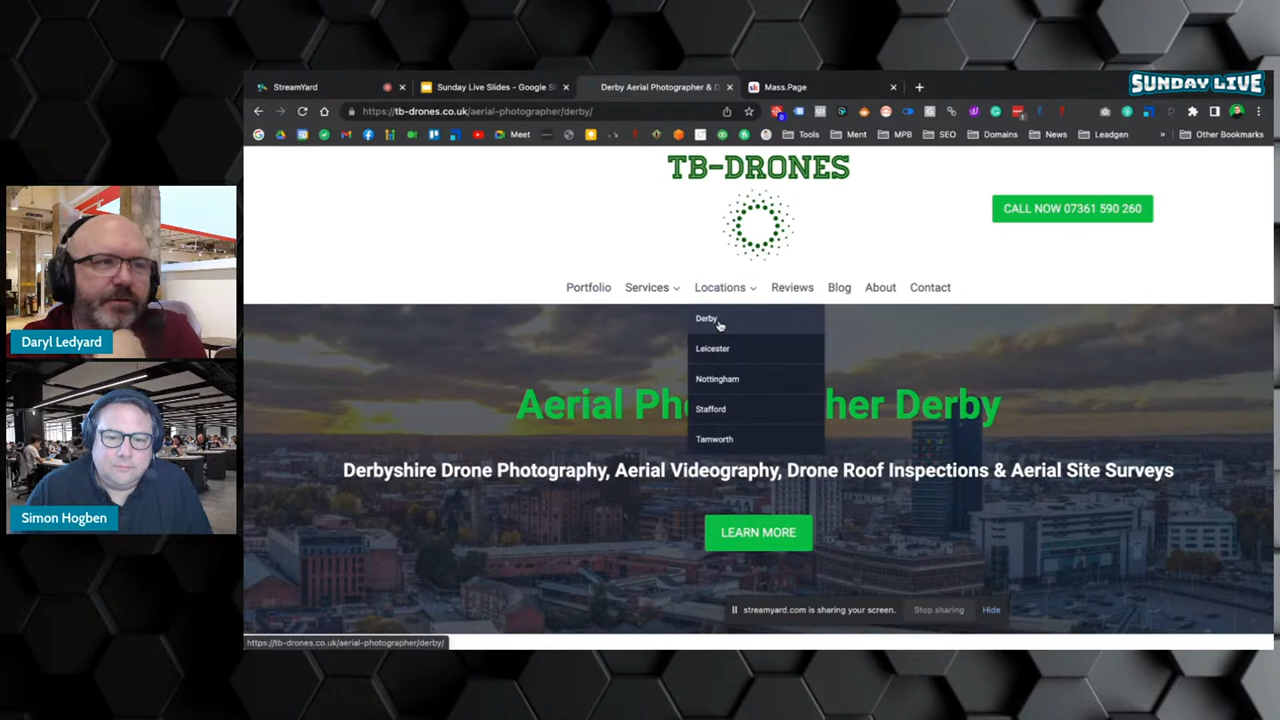 SUNDAY LIVE
StreamYard
Sunday Live Slides - Google S
Derby Aerial Photographer & D
Mass.Page
https://tb-drones.co.uk/aerial-photographer/derby/
Meet
Tools
Ment
MPB
SEO
Domains
News
Leadgen
Other Bookmarks
TB-DRONES
CALL NOW 07361 590 260
Portfolio
Services
Locations
Reviews
Blog
About
Contact
Derby
Leicester
Nottingham
Stafford
Tamworth
Aerial Ph
her Derby
Derbyshire Drone Photography, Aerial Videography, Drone Roof Inspections & Aerial Site Surveys
LEARN MORE
streamyard.com is sharing your screen.
Stop sharing
Hide
https://tb-drones.co.uk/aerial-photographer/derby/
Daryl Ledyard
Simon Hogben